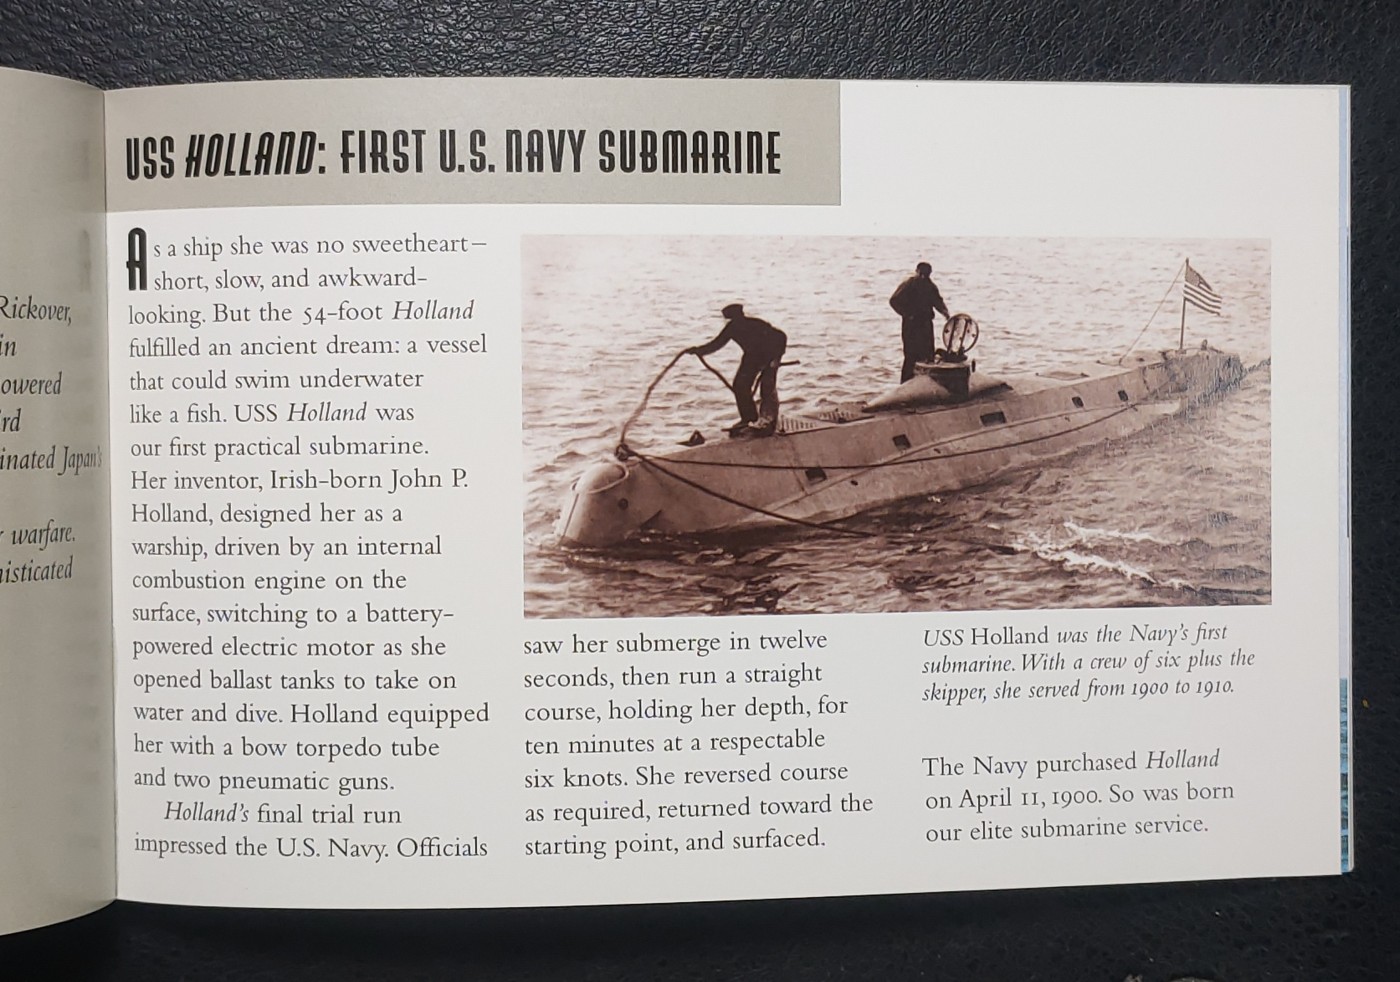 Rickover,
in
owered
rd
inated Japan's
warfare.
histicated
USS HOLLAND: FIRST U.S. NAVY SUBMARINE
As a ship she was no sweetheart—
short, slow, and awkward-
looking. But the 54-foot Holland
fulfilled an ancient dream: a vessel
that could swim underwater
like a fish. USS Holland was
our first practical submarine.
Her inventor, Irish-born John P.
Holland, designed her as a
warship, driven by an internal
combustion engine on the
surface, switching to a battery-
powered electric motor as she
opened ballast tanks to take on
water and dive. Holland equipped
her with a bow torpedo tube
and two pneumatic guns.
Holland's final trial run
impressed the U.S. Navy. Officials
saw her submerge in twelve
seconds, then run a straight
course, holding her depth, for
ten minutes at a respectable
six knots. She reversed course
as required, returned toward the
starting point, and surfaced.
USS Holland was the Navy's first
submarine. With a crew of six plus the
skipper, she served from 1900 to 1910.
The Navy purchased Holland
on April 11, 1900. So was born
our elite submarine service.